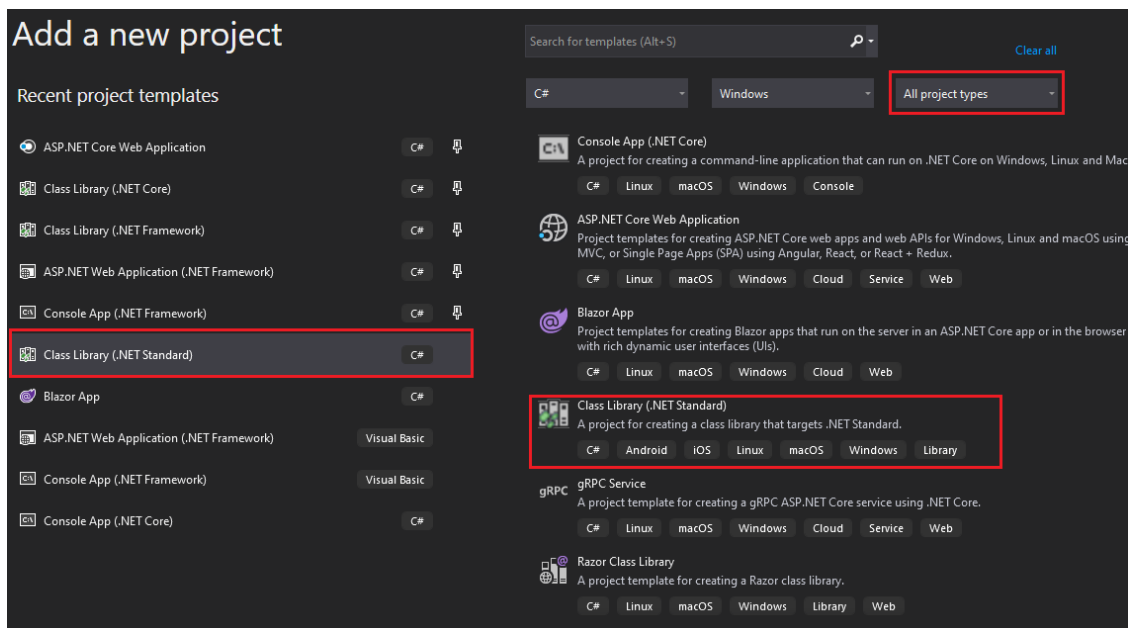 Add a new project
Search for templates (Alt+S)
Clear all
Recent project templates
C#
Windows
All project types
ASP.NET Core Web Application C#
Class Library (.NET Core) C#
Class Library (.NET Framework) C#
ASP.NET Web Application (.NET Framework) C#
Console App (.NET Framework) C#
Class Library (.NET Standard) C#
Blazor App C#
ASP.NET Web Application (.NET Framework) Visual Basic
Console App (.NET Framework) Visual Basic
Console App (.NET Core) C#
C:\ Console App (.NET Core)
A project for creating a command-line application that can run on .NET Core on Windows, Linux and Mac
C# Linux macOS Windows Console
ASP.NET Core Web Application
Project templates for creating ASP.NET Core web apps and web APIs for Windows, Linux and macOS using
MVC, or Single Page Apps (SPA) using Angular, React, or React + Redux.
C# Linux macOS Windows Cloud Service Web
Blazor App
Project templates for creating Blazor apps that run on the server in an ASP.NET Core app or in the browser
with rich dynamic user interfaces (UIs).
C# Linux macOS Windows Cloud Web
Class Library (.NET Standard)
A project for creating a class library that targets .NET Standard.
C# Android iOS Linux macOS Windows Library
gRPC gRPC Service
A project template for creating a gRPC ASP.NET Core service using .NET Core.
C# Linux macOS Windows Cloud Service Web
Razor Class Library
A project template for creating a Razor class library.
C# Linux macOS Windows Library Web